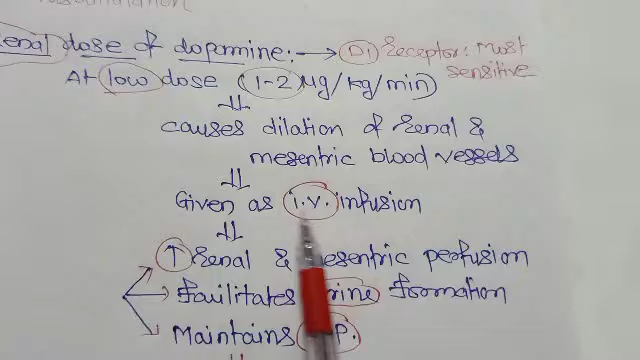 Renal dose of dopamine:- → D1 Receptor: Most sensitive
At low dose (1-2 μg/kg/min)
causes dilation of renal &
mesentric blood vessels
Given as i.v. infusion
↑ Renal & mesentric perfusion
→ Facilitates urine formation
Maintains B.P.